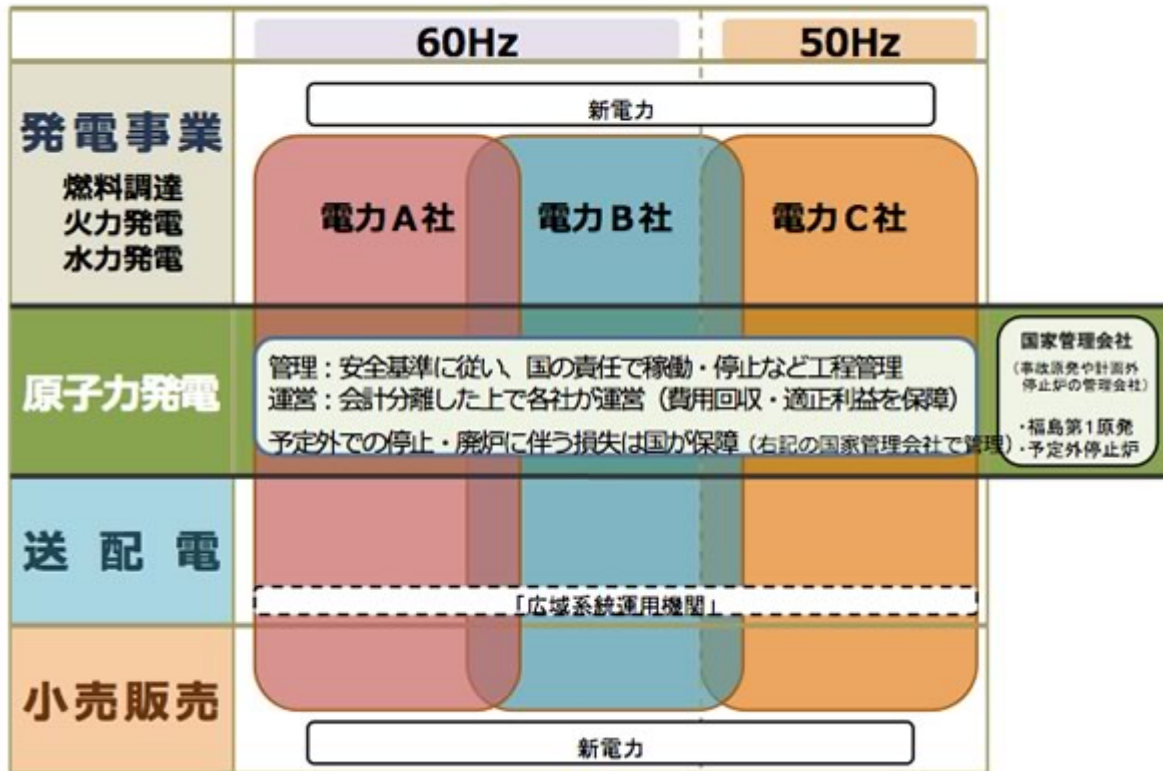 60Hz
50Hz
新電力
発電事業
燃料調達
火力発電
水力発電
電力A社
電力B社
電力C社
原子力発電
管理：安全基準に従い、国の責任で稼働・停止など工程管理
運営：会計分離した上で各社が運営（費用回収・適正利益を保障）
予定外での停止・廃炉に伴う損失は国が保障（右記の国家管理会社で管理）
国家管理会社
（事故原発や計画外
停止炉の管理会社）
・福島第1原発
・予定外停止炉
送配電
「広域系統運用機関」
小売販売
新電力